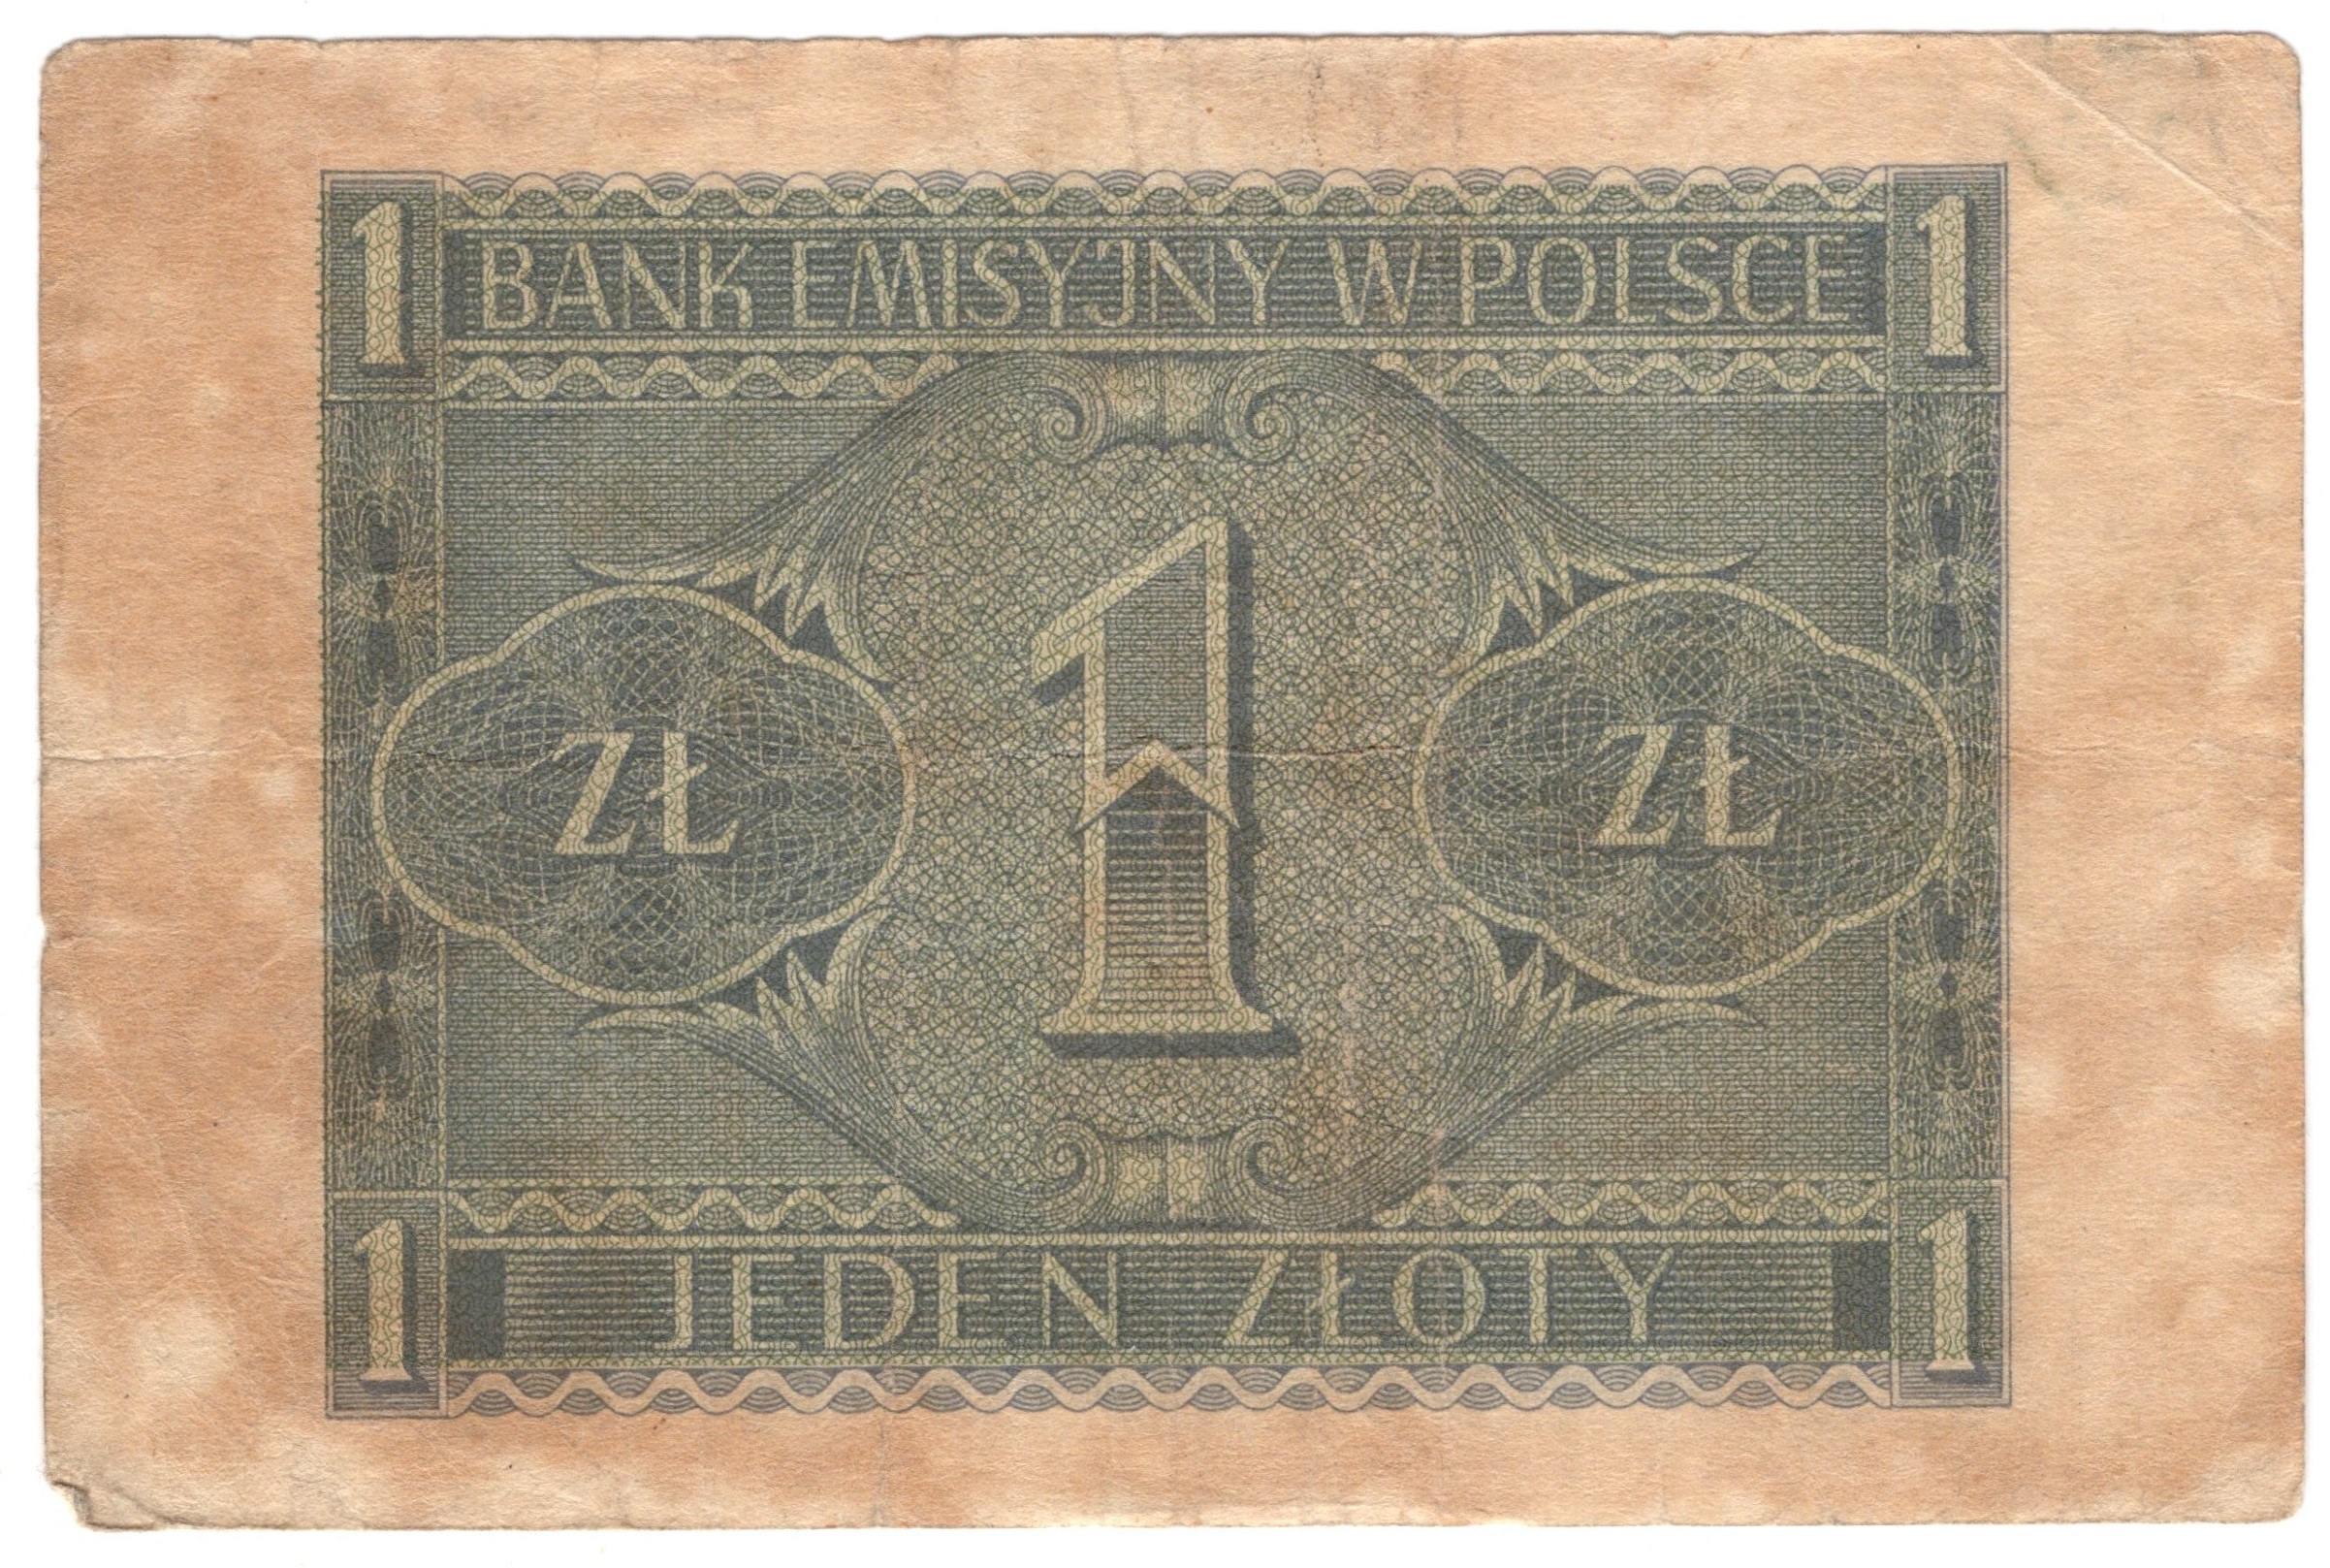 1 BANK EMISYJNY W POLSCE 1
ZŁ 1 ZŁ
1 JEDEN ZŁOTY 1